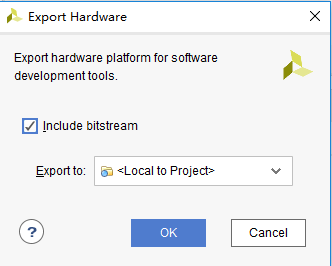 Export Hardware
Export hardware platform for software
development tools.
Include bitstream
Export to: <Local to Project>
?
OK
Cancel